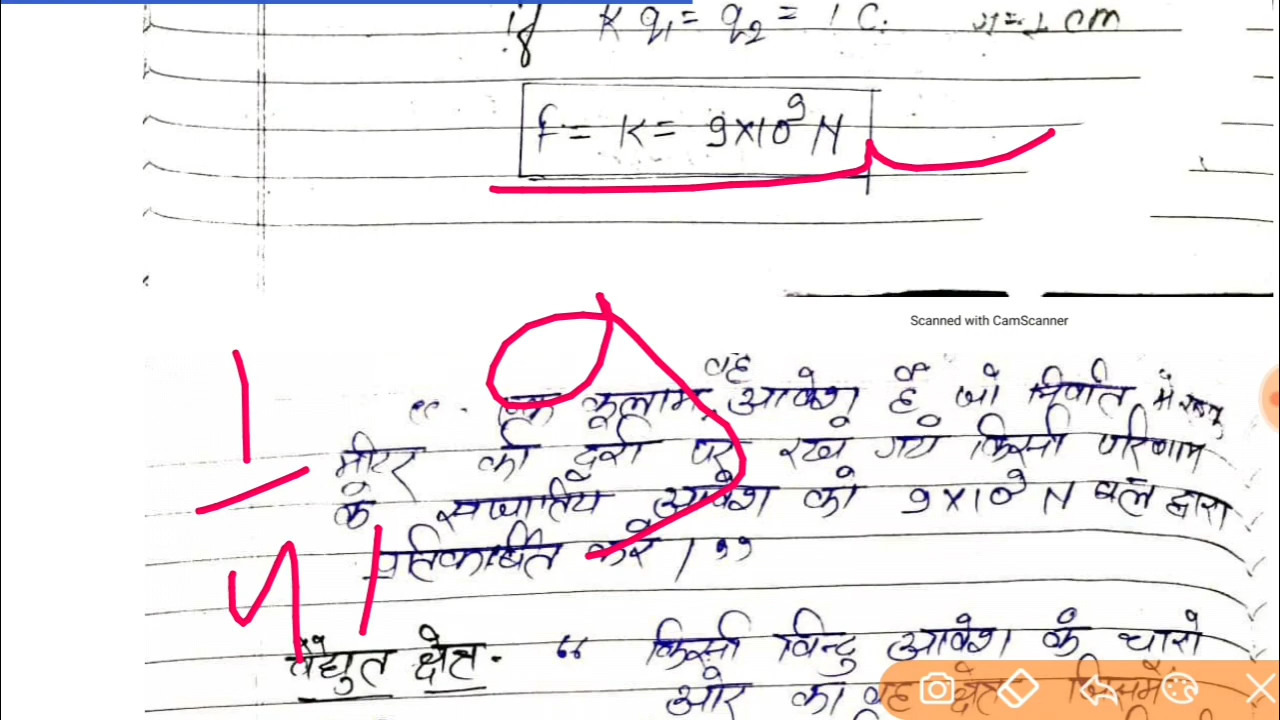 if K q1 = q2 = 1 C. r = 1 cm
F = K = 9×10⁹ N
Scanned with CamScanner
वह
“ एक कूलाम, आवेश है जो निर्वात में
मीटर की दूरी पर रखे गये किसी परिणाम
के सजातिय आवेश को 9×10⁹ N बल द्वारा
प्रतिकर्षित करे।”
1
वैद्युत क्षेत्र. “ किसी विन्दु आवेश के चारो
ओर का वह क्षेत्र जिसमें